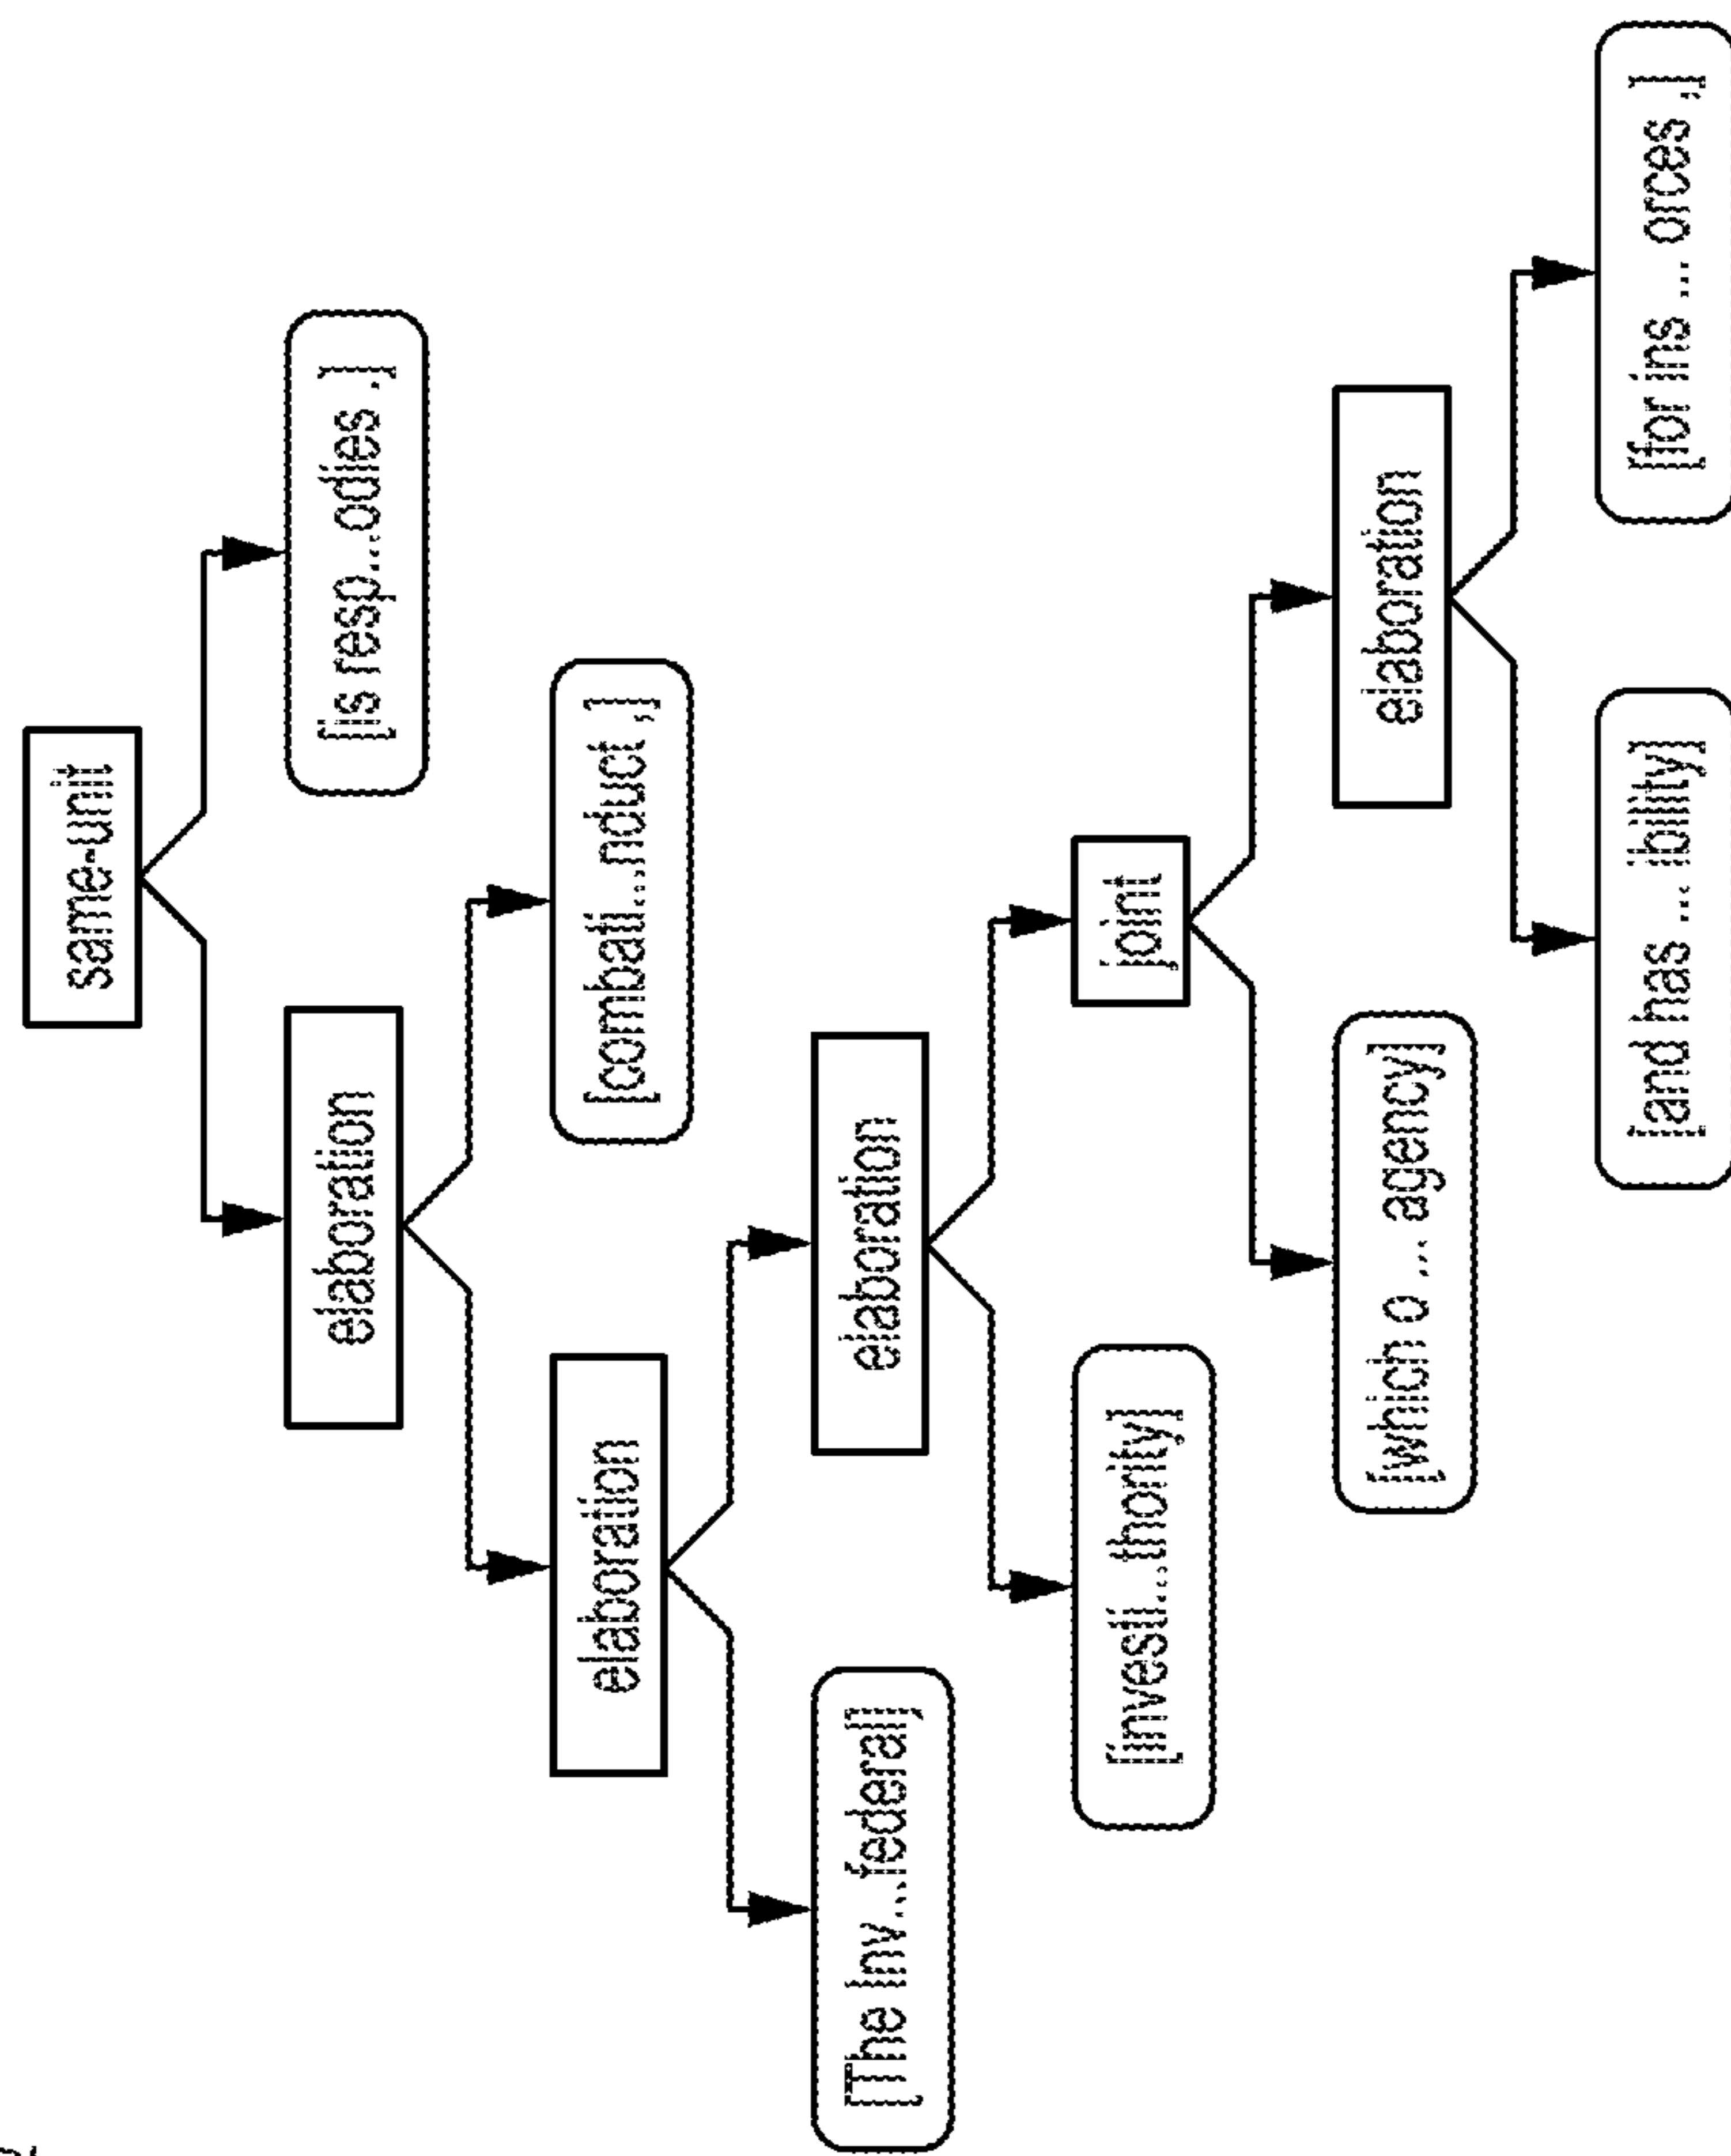 same-unit
elaboration
[is resp...odies ,]
elaboration
[combati...nduct ,]
[The Inv...federal]
elaboration
[investi...thority]
joint
[which o ... agency]
elaboration
[and has ... ibility]
[for ins ... orces ,]